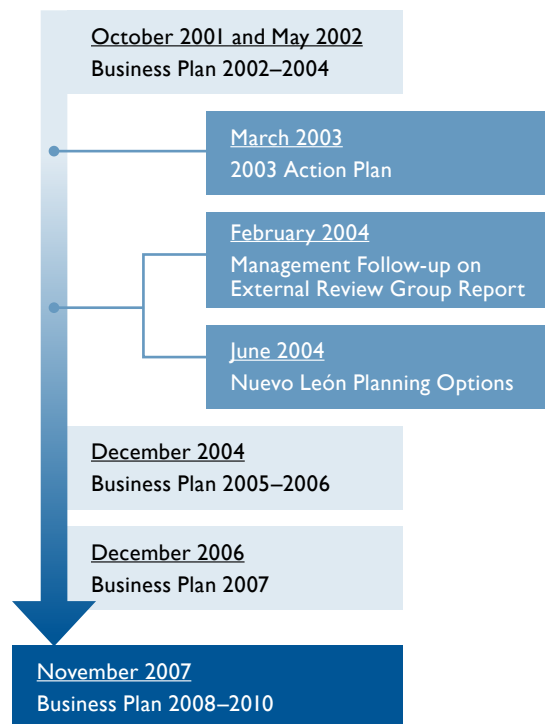 October 2001 and May 2002
Business Plan 2002–2004
March 2003
2003 Action Plan
February 2004
Management Follow-up on
External Review Group Report
June 2004
Nuevo León Planning Options
December 2004
Business Plan 2005–2006
December 2006
Business Plan 2007
November 2007
Business Plan 2008–2010